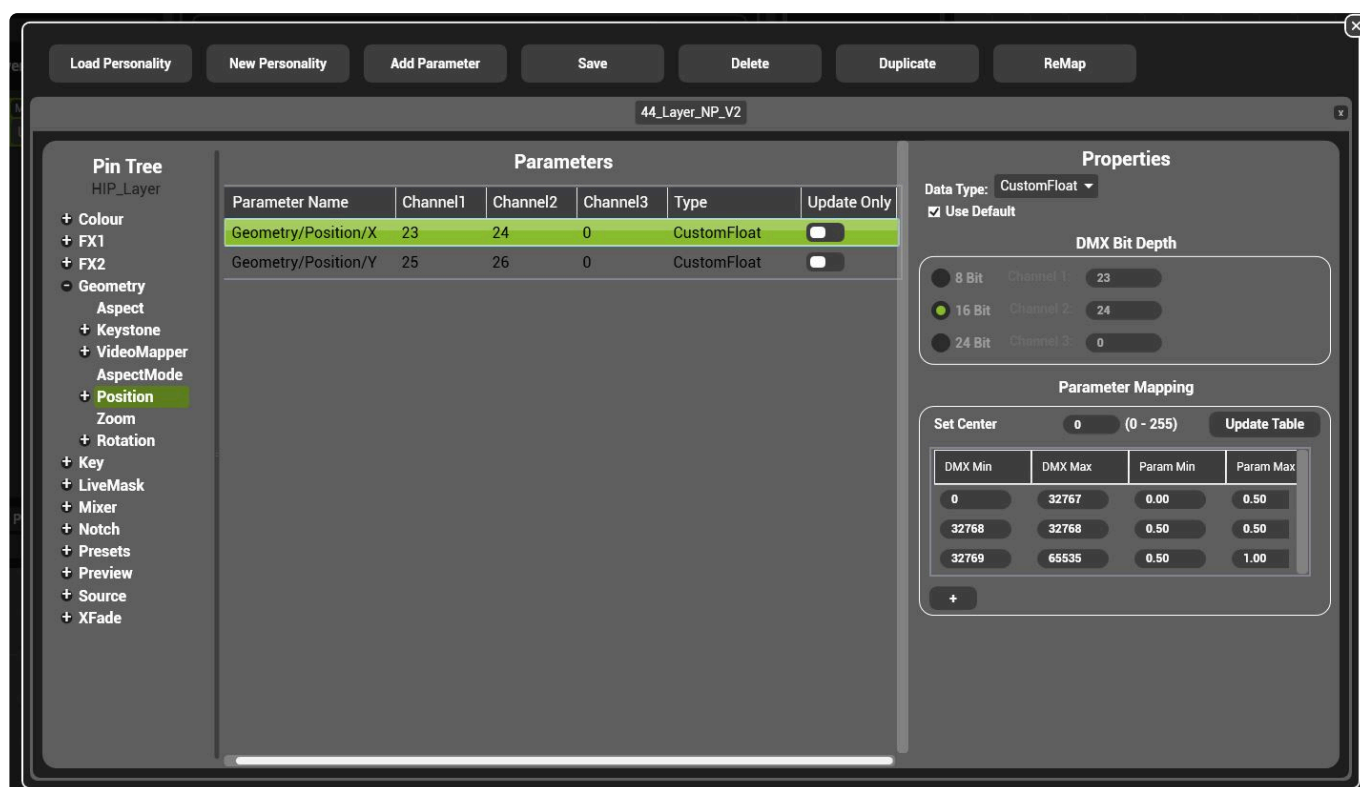 Load Personality New Personality Add Parameter Save Delete Duplicate ReMap
44_Layer_NP_V2
x
Pin Tree
HIP_Layer
+ Colour
+ FX1
+ FX2
- Geometry
Aspect
+ Keystone
+ VideoMapper
AspectMode
+ Position
Zoom
+ Rotation
+ Key
+ LiveMask
+ Mixer
+ Notch
+ Presets
+ Preview
+ Source
+ XFade
Parameters
Parameter Name Channel1 Channel2 Channel3 Type Update Only
Geometry/Position/X 23 24 0 CustomFloat
Geometry/Position/Y 25 26 0 CustomFloat
Properties
Data Type: CustomFloat
Use Default
DMX Bit Depth
8 Bit Channel 1: 23
16 Bit Channel 2: 24
24 Bit Channel 3: 0
Parameter Mapping
Set Center 0 (0 - 255) Update Table
DMX Min DMX Max Param Min Param Max
0 32767 0.00 0.50
32768 32768 0.50 0.50
32769 65535 0.50 1.00
+